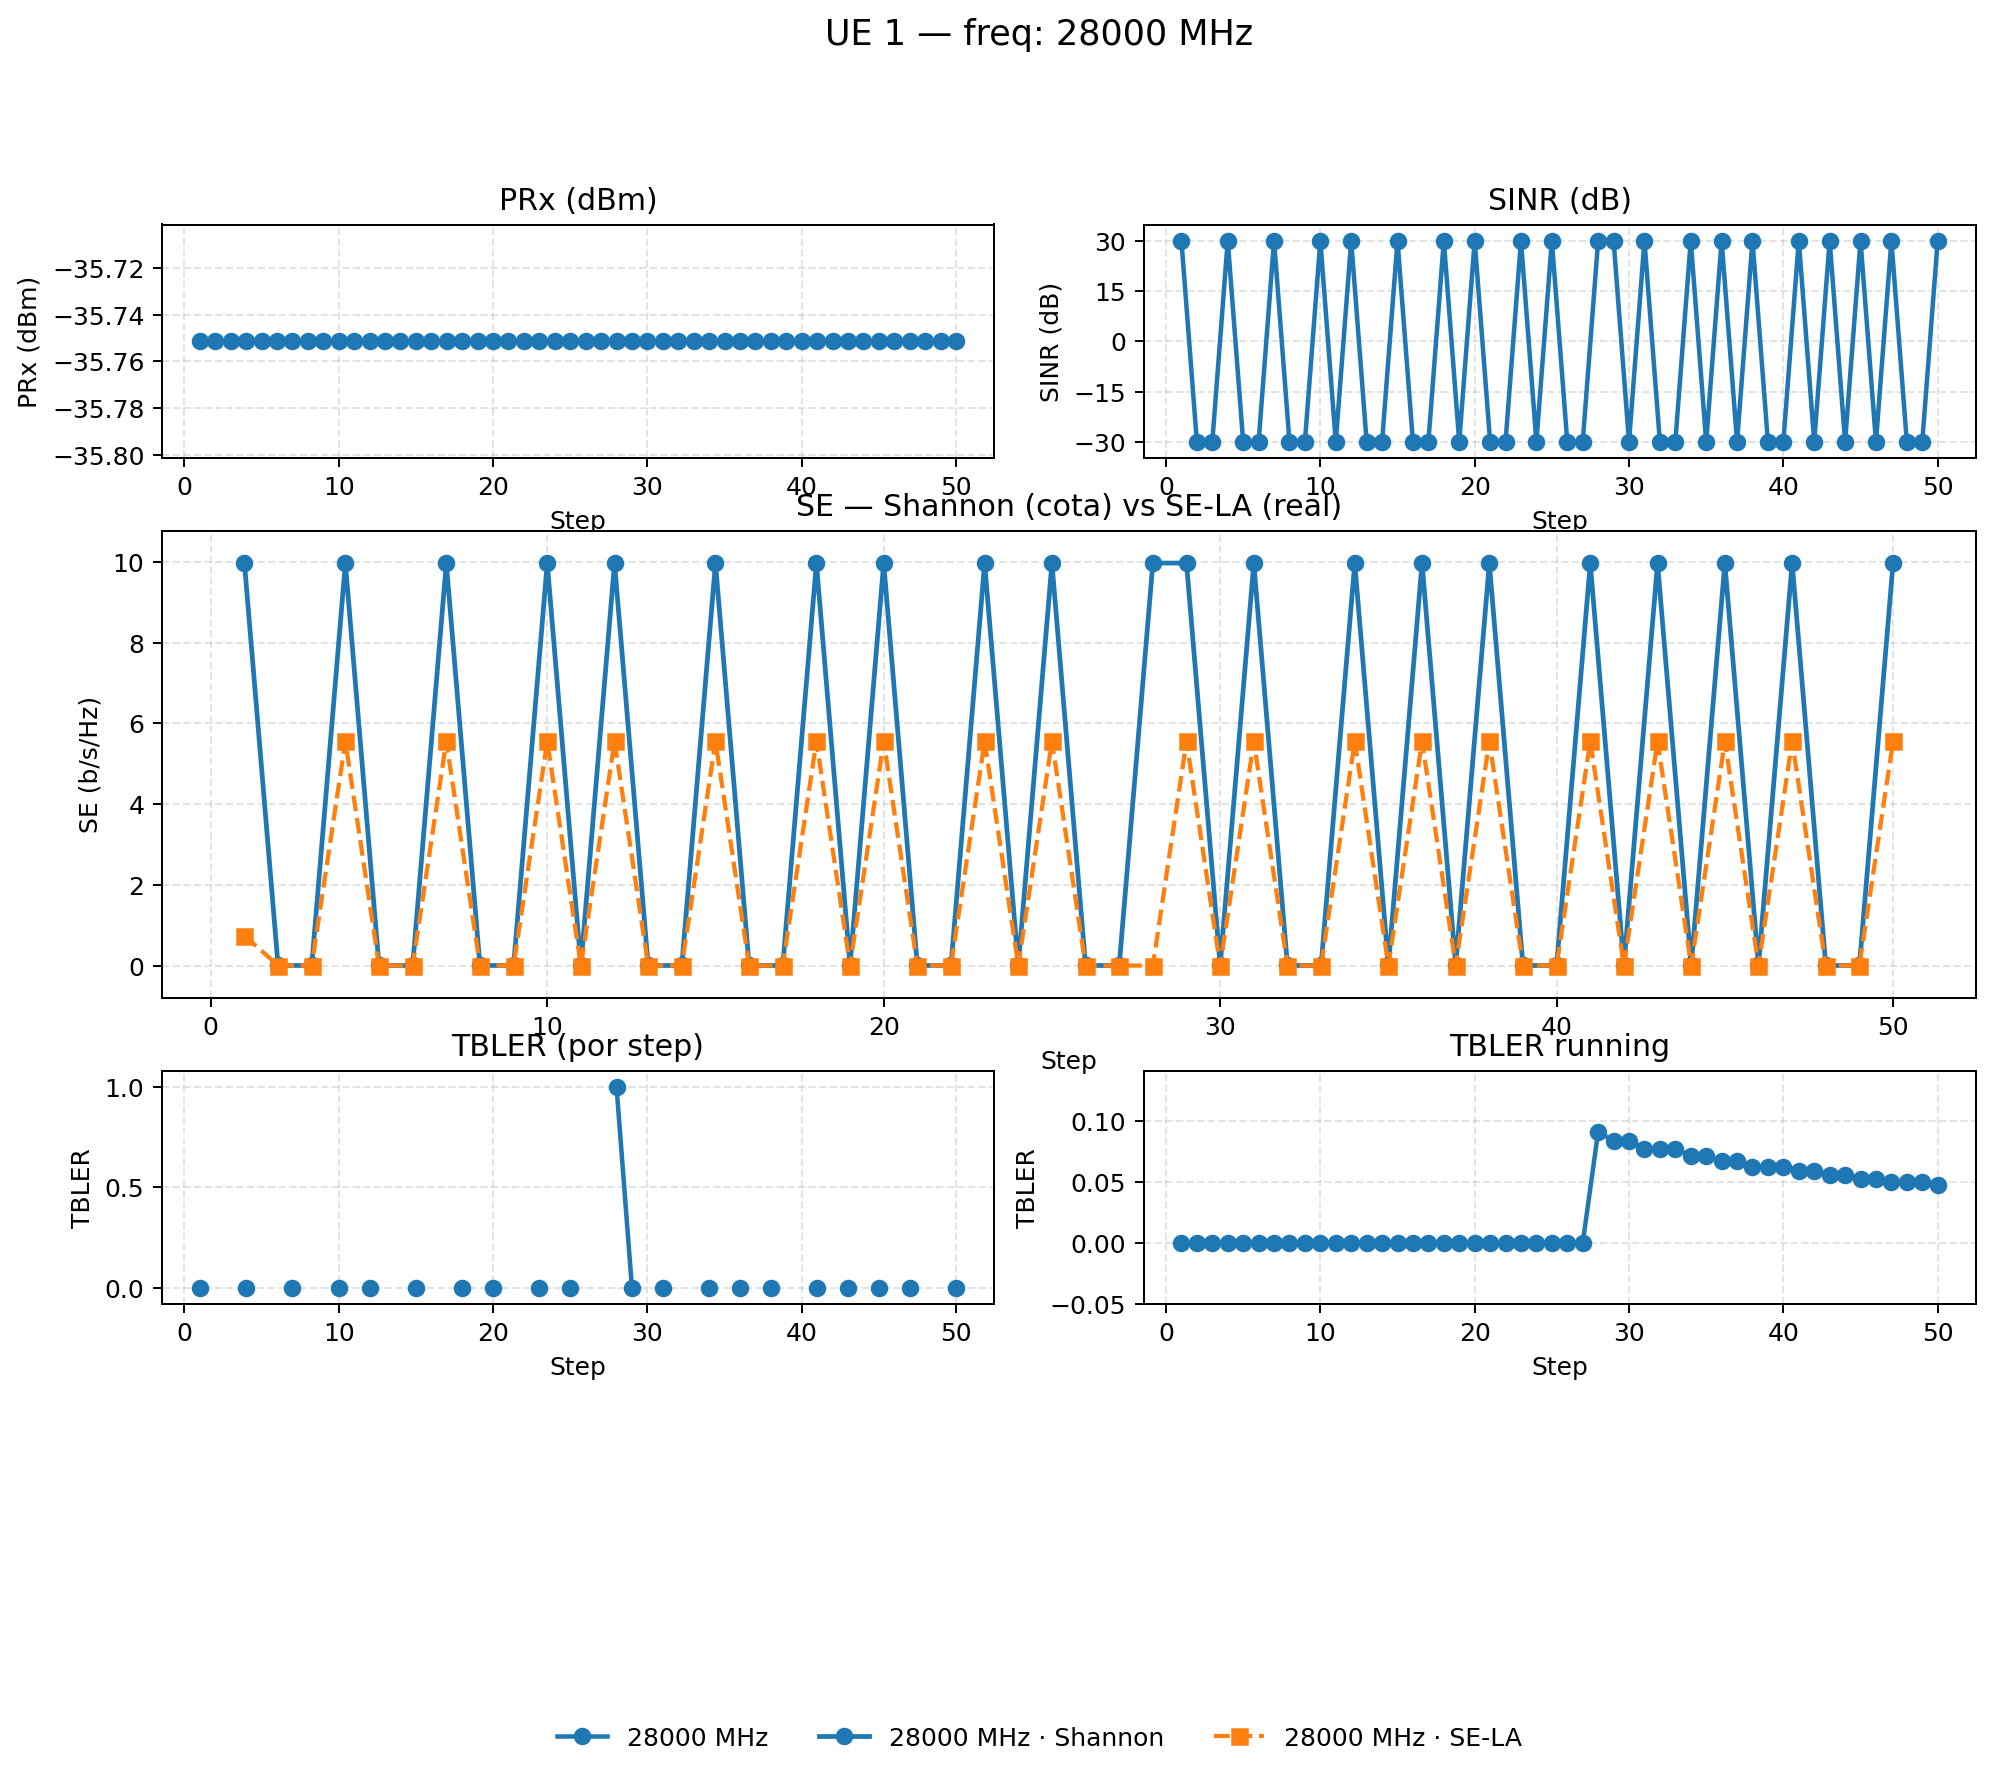 UE 1 — freq: 28000 MHz
PRx (dBm)
PRx (dBm)
−35.72
−35.74
−35.76
−35.78
−35.80
0 10 20 30 40 50
Step
SINR (dB)
SINR (dB)
30
15
0
−15
−30
0 10 20 30 40 50
Step
SE — Shannon (cota) vs SE-LA (real)
SE (b/s/Hz)
10
8
6
4
2
0
0 10 20 30 40 50
Step
TBLER (por step)
TBLER
1.0
0.5
0.0
0 10 20 30 40 50
Step
TBLER running
TBLER
0.10
0.05
0.00
−0.05
0 10 20 30 40 50
Step
28000 MHz 28000 MHz · Shannon 28000 MHz · SE-LA